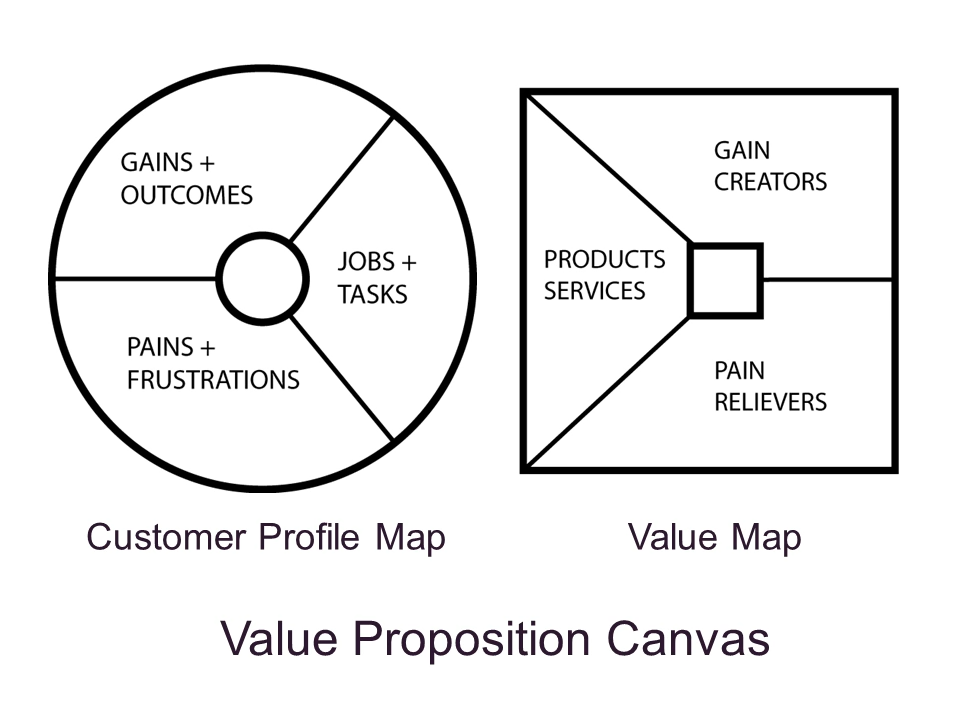 GAINS +
OUTCOMES
JOBS +
TASKS
PAINS +
FRUSTRATIONS
GAIN
CREATORS
PRODUCTS
SERVICES
PAIN
RELIEVERS
Customer Profile Map
Value Map
Value Proposition Canvas